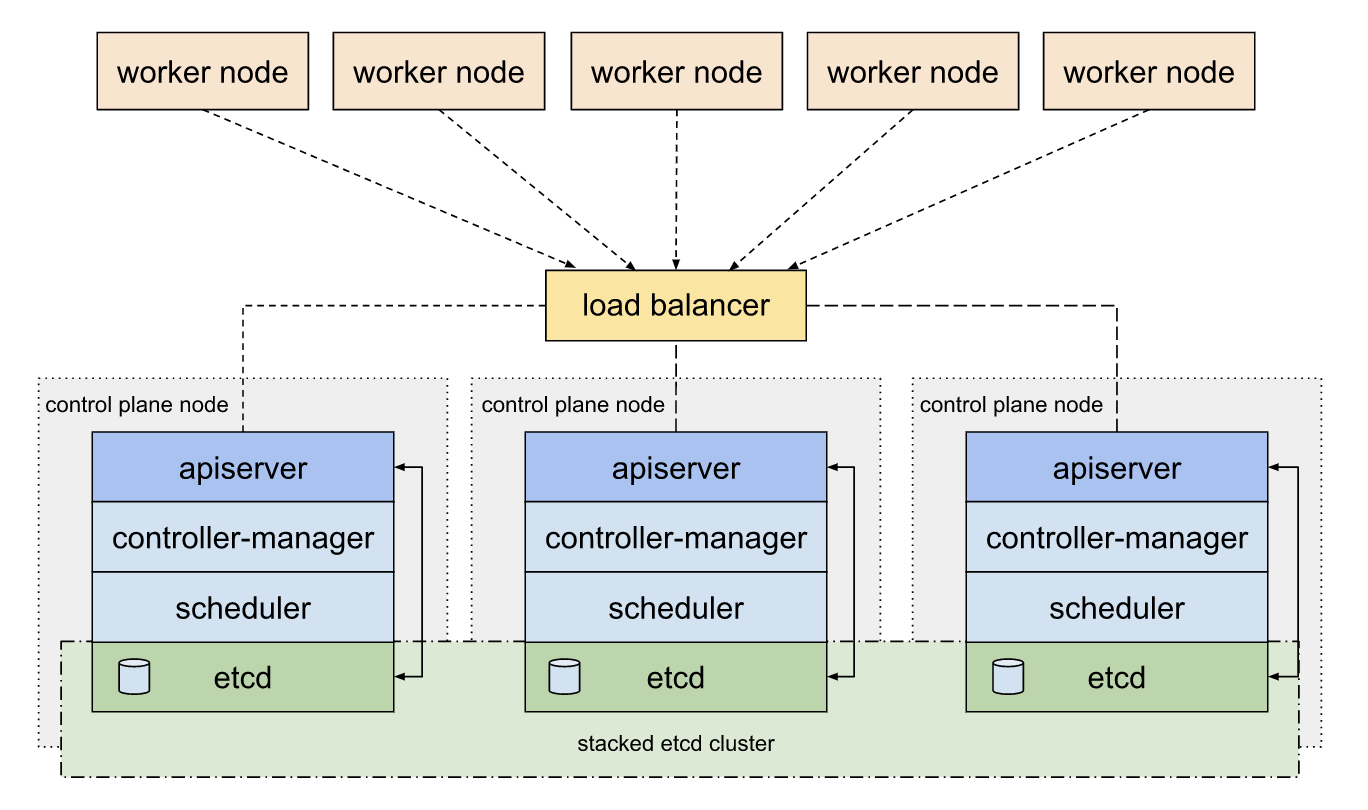 worker node
worker node
worker node
worker node
worker node
load balancer
control plane node
control plane node
control plane node
apiserver
apiserver
apiserver
controller-manager
controller-manager
controller-manager
scheduler
scheduler
scheduler
etcd
etcd
etcd
stacked etcd cluster